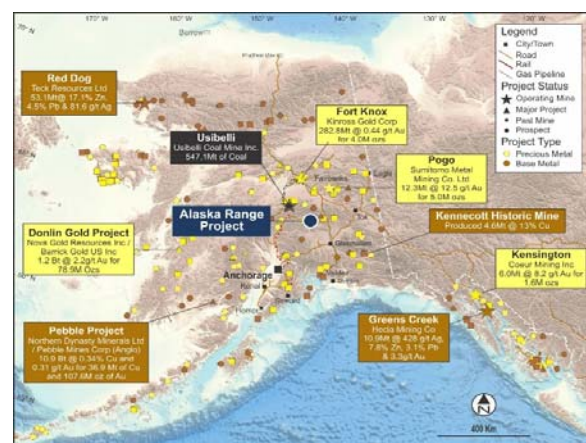 170° W
150° W
140° W
130° W
Red Dog
Teck Resources Ltd
53.1Mt@ 17.1% Zn,
4.5% Pb & 81.6 g/t Ag
Usibelli
Usibelli Coal Mine Inc.
547.1Mt of Coal
Fort Knox
Kinross Gold Corp
282.8Mt @ 0.44 g/t Au
for 4.0M ozs
Legend
City/Town
Road
Rail
Gas Pipeline
Project Status
Operating Mine
Major Project
Past Mine
Prospect
Project Type
Precious Metal
Base Metal
Pogo
Sumitomo Metal
Mining Co. Ltd
12.3Mt @ 12.5 g/t Au
for 5.0M ozs
Fairbanks
Alaska Range
Project
Kennecott Historic Mine
Produced 4.6Mt @ 13% Cu
Donlin Gold Project
Nova Gold Resources Inc /
Barrick Gold US Inc
1.2 Bt @ 2.2g/t Au for
Glennallen
Anchorage
Valdez
Kenai
Seward
Homer
Kensington
Coeur Mining Inc
6.0Mt @ 8.2 g/t Au for
1.6M ozs
Pebble Project
Northern Dynasty Minerals Ltd
/ Pebble Mines Corp (Anglo)
10.9 Bt @ 0.34% Cu and
0.31 g/t Au for 36.9 Mt of Cu
and 107.6M oz of Au
Greens Creek
Hecla Mining Co
10.9Mt @ 428 g/t Ag,
7.8% Zn, 3.1% Pb
& 3.3g/t Au
N
400 Km